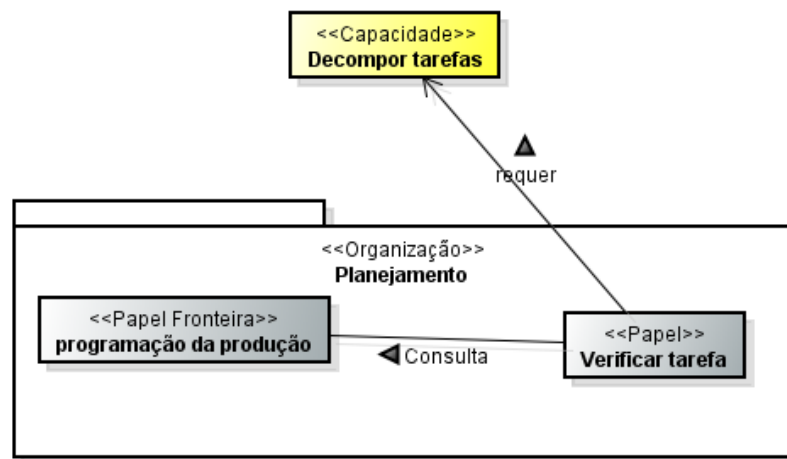 <<Capacidade>>
Decompor tarefas
requer
<<Organização>>
Planejamento
<<Papel Fronteira>>
programação da produção
Consulta
<<Papel>>
Verificar tarefa